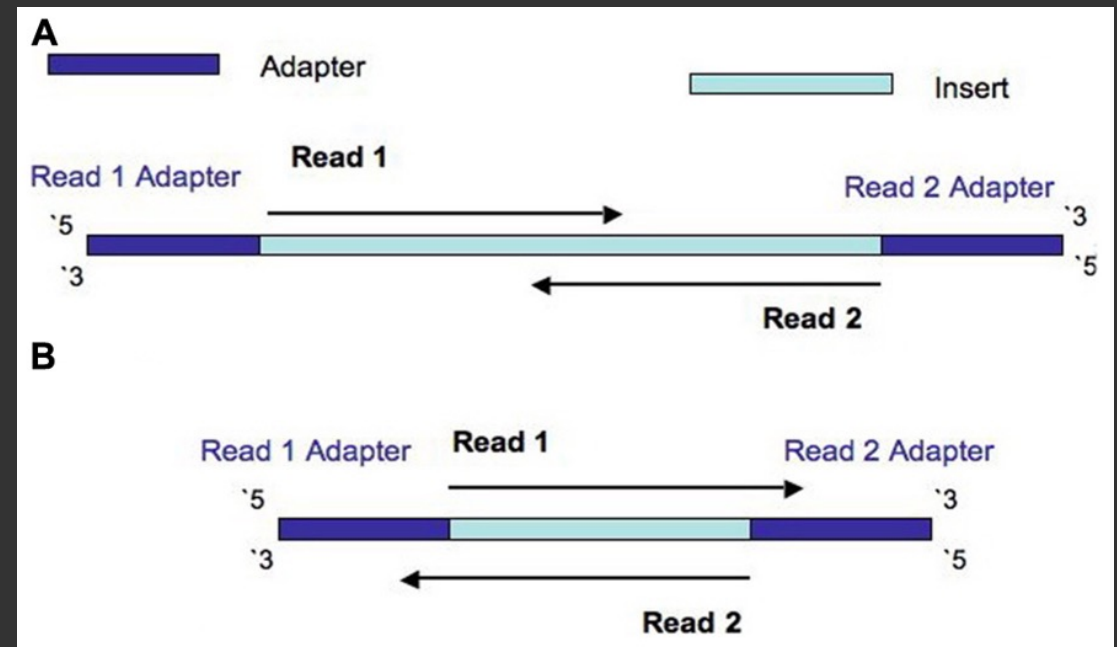 A
Adapter
Insert
Read 1
Read 1 Adapter
Read 2 Adapter
`5
`3
`3
`5
Read 2
B
Read 1
Read 1 Adapter
Read 2 Adapter
`5
`3
`3
`5
Read 2